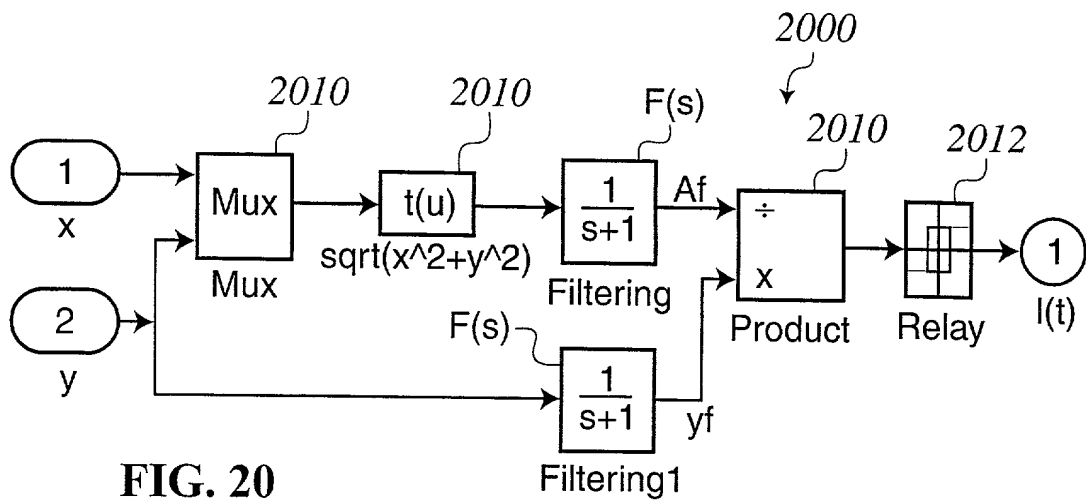 2000
2010
2010
F(s)
2010
2012
1
x
Mux
Mux
t(u)
sqrt(x^2+y^2)
1
s+1
Filtering
Af
÷
x
Product
Relay
1
I(t)
2
y
F(s)
1
s+1
Filtering1
yf
FIG. 20